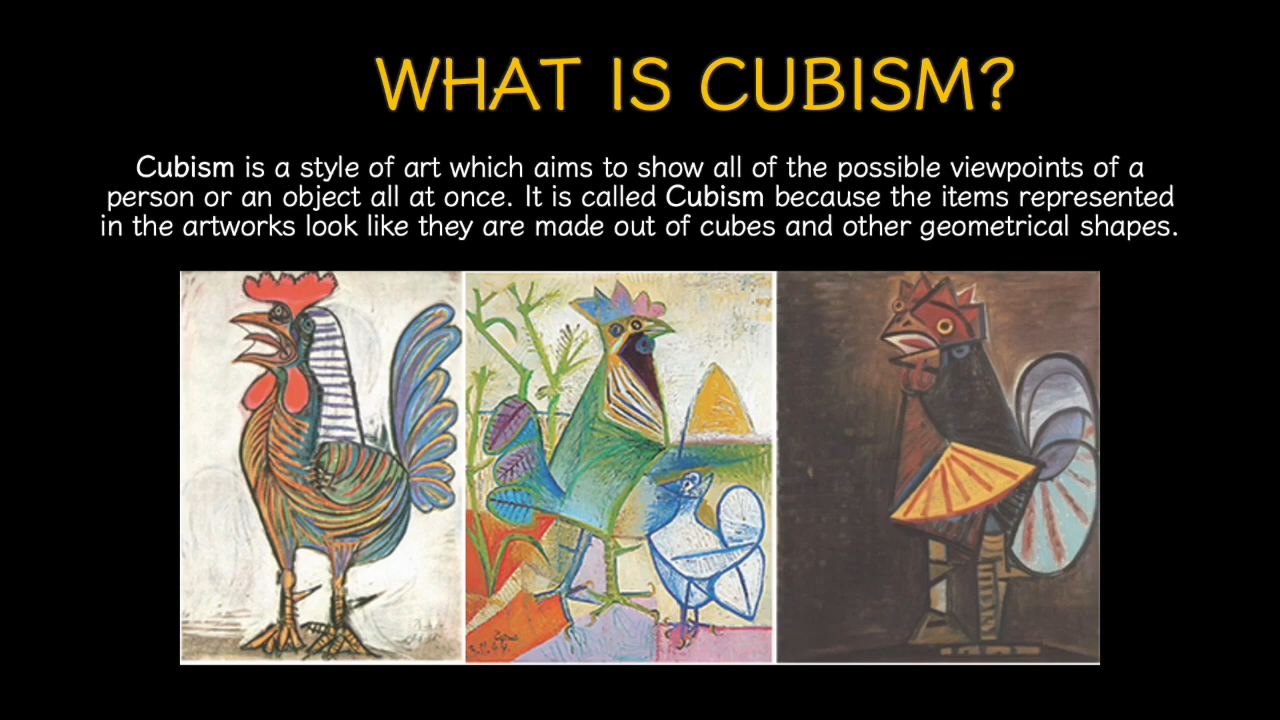 WHAT IS CUBISM?
Cubism is a style of art which aims to show all of the possible viewpoints of a
person or an object all at once. It is called Cubism because the items represented
in the artworks look like they are made out of cubes and other geometrical shapes.